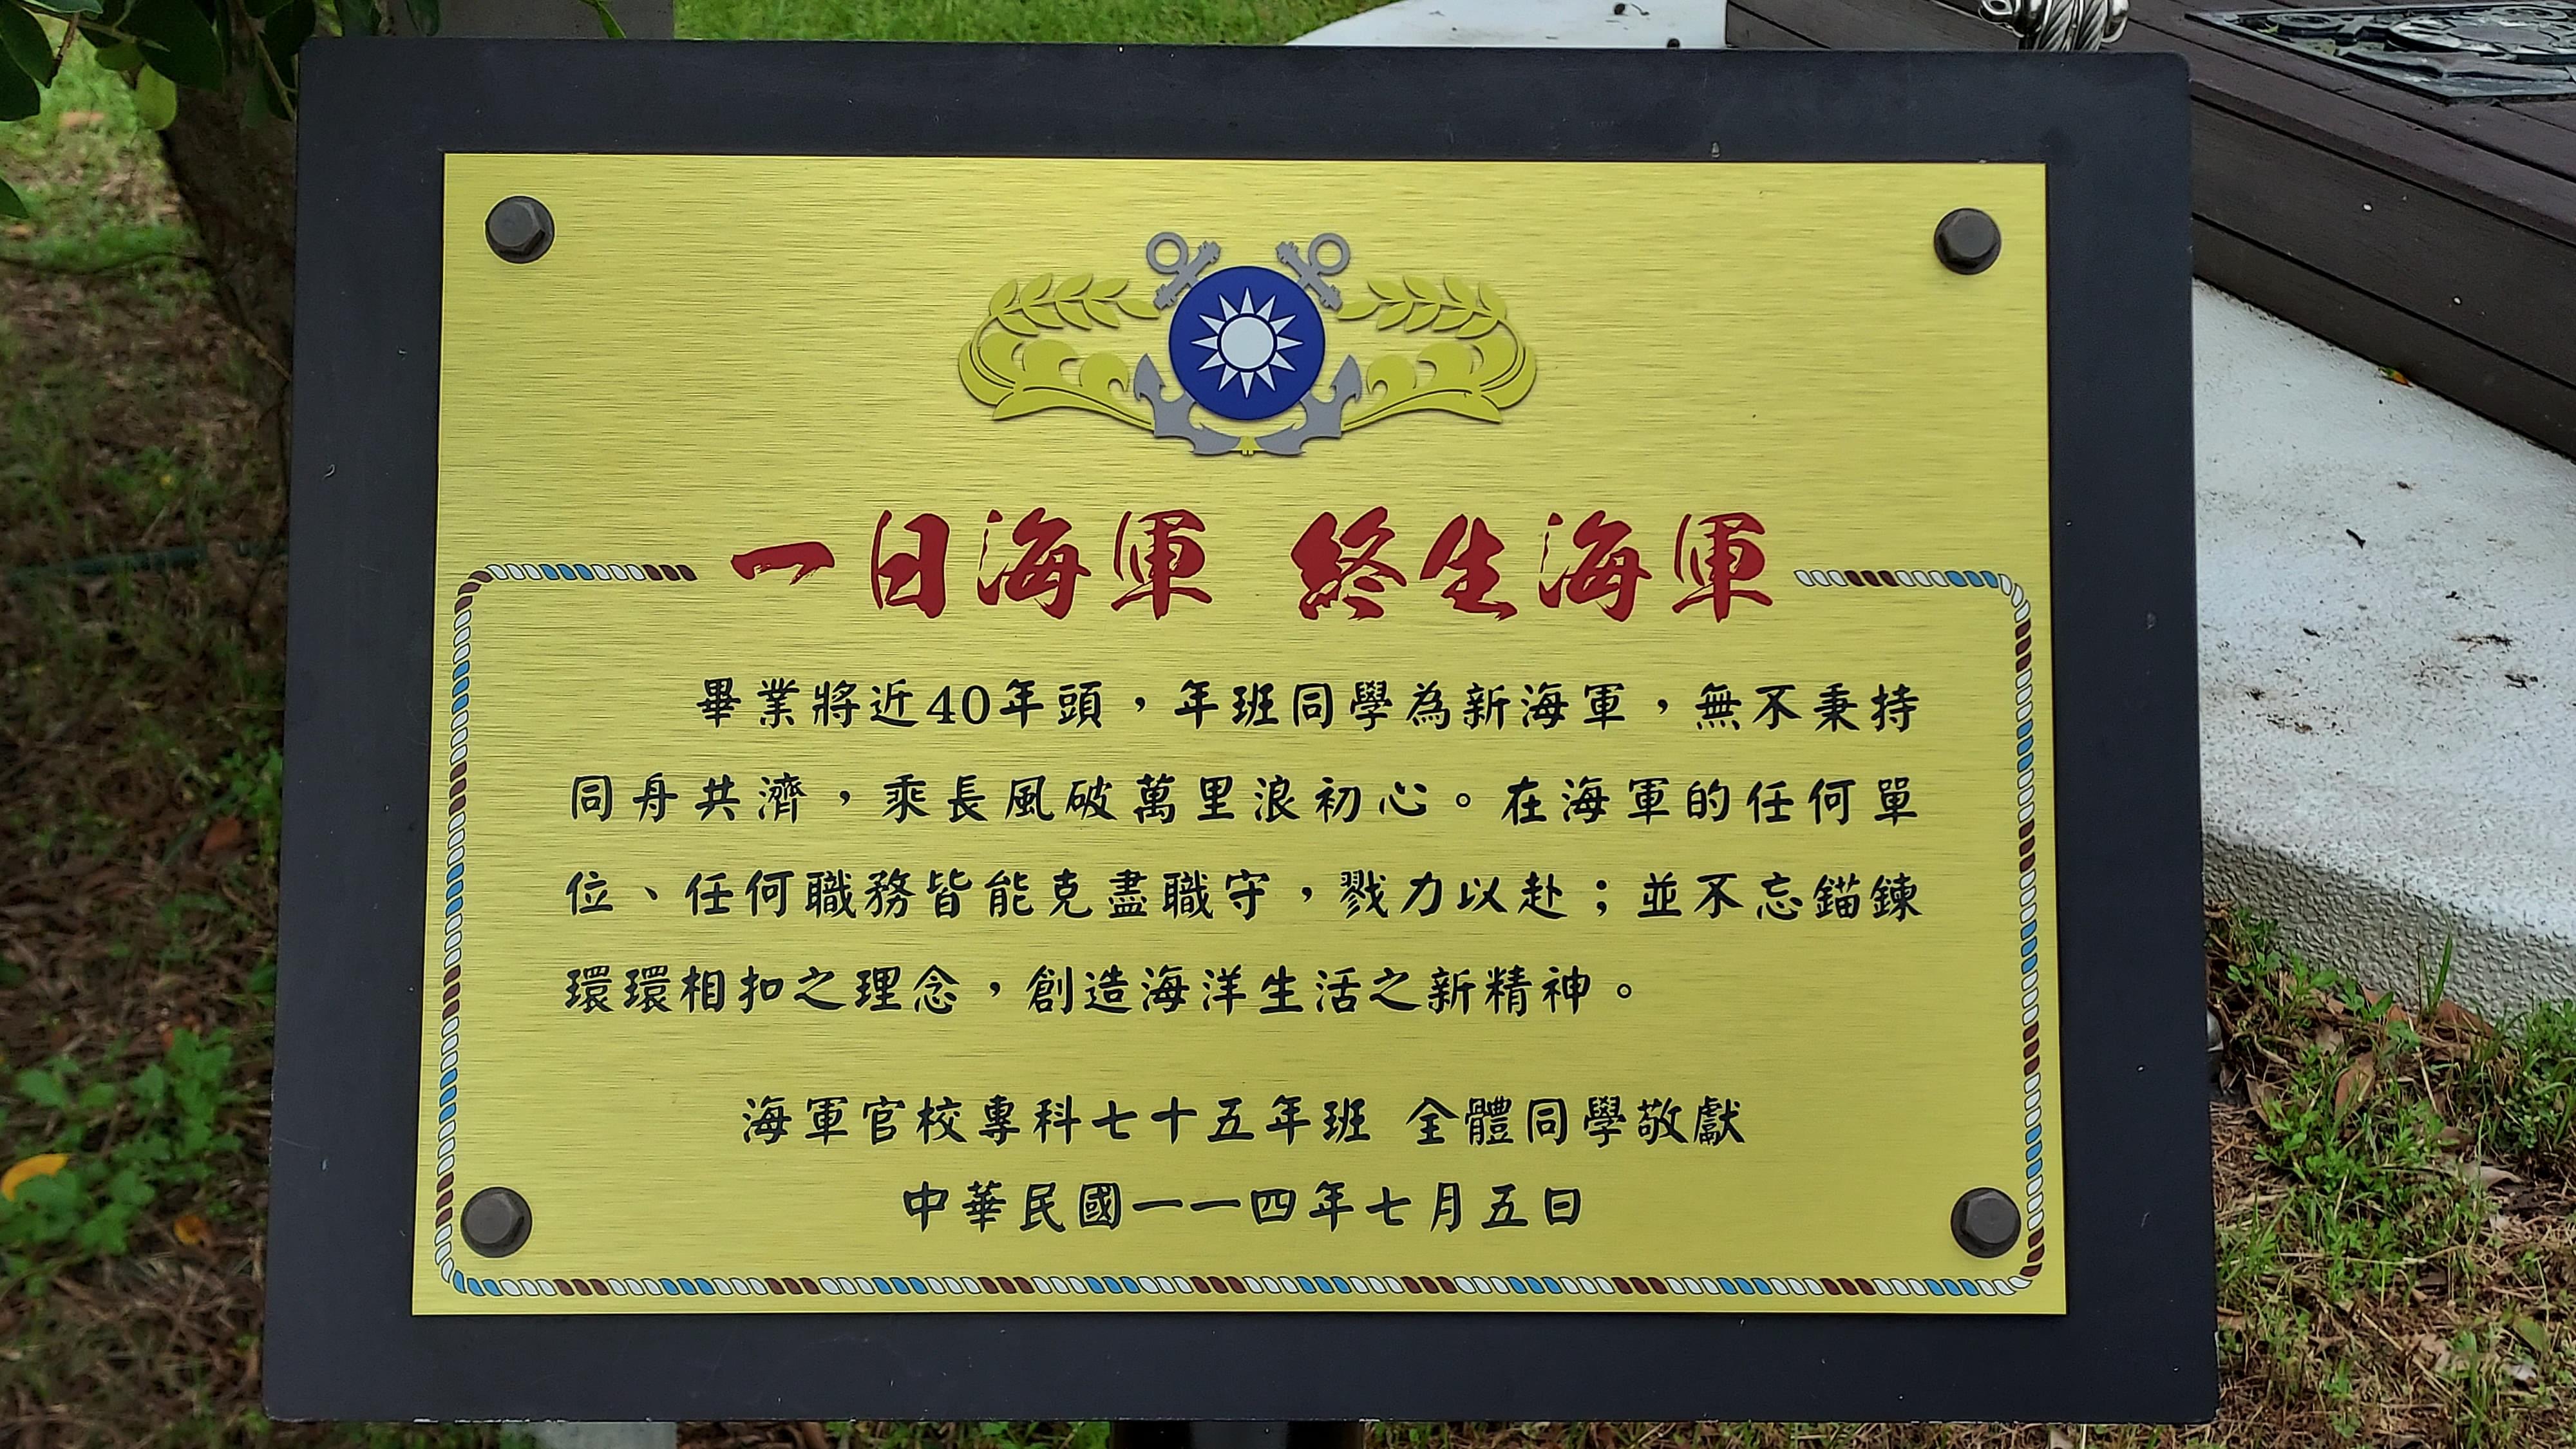 一日海軍 終生海軍
畢業將近40年頭，年班同學為新海軍，無不秉持
同舟共濟，乘長風破萬里浪初心。在海軍的任何單
位、任何職務皆能克盡職守，戮力以赴；並不忘錨鍊
環環相扣之理念，創造海洋生活之新精神。
海軍官校專科七十五年班 全體同學敬獻
中華民國一一四年七月五日